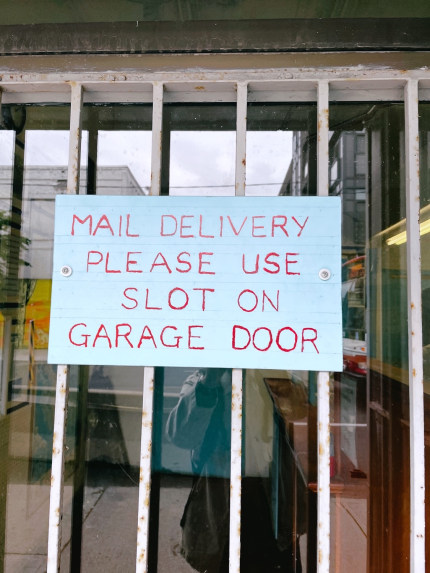 MAIL DELIVERY
PLEASE USE
SLOT ON
GARAGE DOOR